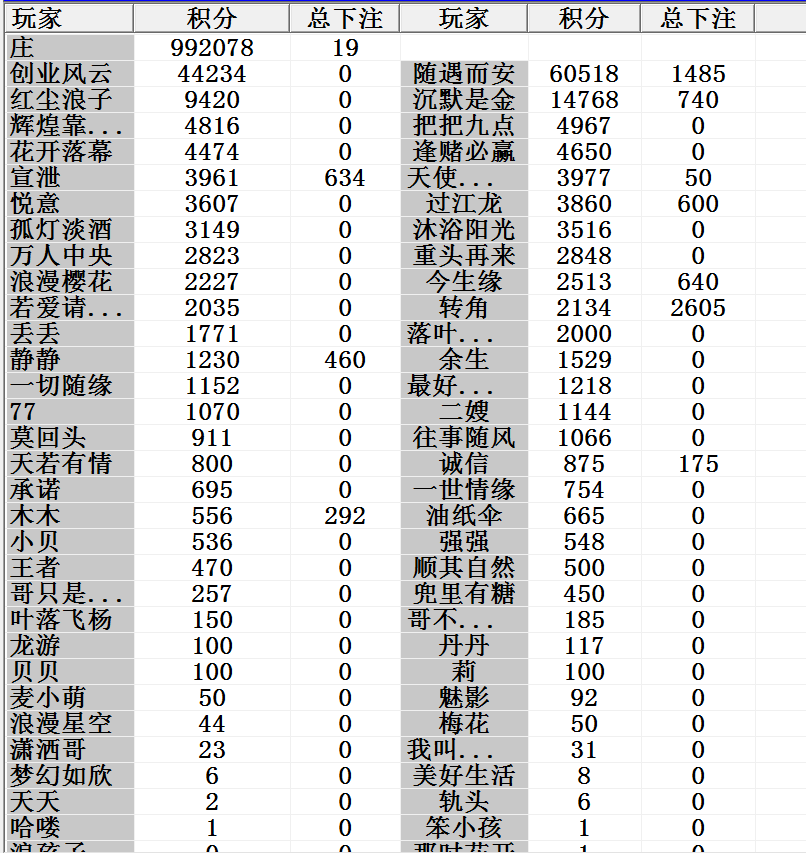 玩家 积分 总下注 玩家 积分 总下注
庄 992078 19
创业风云 44234 0 随遇而安 60518 1485
红尘浪子 9420 0 沉默是金 14768 740
辉煌靠... 4816 0 把把九点 4967 0
花开落幕 4474 0 逢赌必赢 4650 0
宣泄 3961 634 天使... 3977 50
悦意 3607 0 过江龙 3860 600
孤灯淡酒 3149 0 沐浴阳光 3516 0
万人中央 2823 0 重头再来 2848 0
浪漫樱花 2227 0 今生缘 2513 640
若爱请... 2035 0 转角 2134 2605
丢丢 1771 0 落叶... 2000 0
静静 1230 460 余生 1529 0
一切随缘 1152 0 最好... 1218 0
77 1070 0 二嫂 1144 0
莫回头 911 0 往事随风 1066 0
天若有情 800 0 诚信 875 175
承诺 695 0 一世情缘 754 0
木木 556 292 油纸伞 665 0
小贝 536 0 强强 548 0
王者 470 0 顺其自然 500 0
哥只是... 257 0 兜里有糖 450 0
叶落飞杨 150 0 哥不... 185 0
龙游 100 0 丹丹 117 0
贝贝 100 0 莉 100 0
麦小萌 50 0 魅影 92 0
浪漫星空 44 0 梅花 50 0
潇洒哥 23 0 我叫... 31 0
梦幻如欣 6 0 美好生活 8 0
天天 2 0 轨头 6 0
哈喽 1 0 笨小孩 1 0